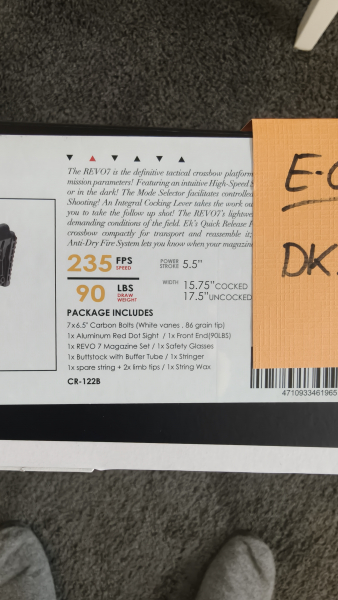 The REVO7 is the definitive tactical crossbow platform
mission parameters! Featuring an intuitive High-Speed
or in the dark! The Mode Selector facilitates controlled
Shooting! An Integral Cocking Lever takes the work out
you to take the follow up shot! The REVO7's
demanding conditions of the field. Ek's Quick Release
crossbow compactly for transport and reassemble it
Anti-Dry Fire System lets you know when your
235 FPS SPEED
POWER STROKE 5.5"
90 LBS DRAW WEIGHT
WIDTH 15.75"COCKED
17.5"UNCOCKED
PACKAGE INCLUDES
7x6.5" Carbon Bolts (White vanes , 86 grain tip)
1x Aluminum Red Dot Sight / 1x Front End(90LBS)
1x REVO 7 Magazine Set / 1x Safety Glasses
1x Buttstock with Buffer Tube / 1x Stringer
1x spare string + 2x limb tips / 1x String Wax
CR-122B
4710933461965
DK